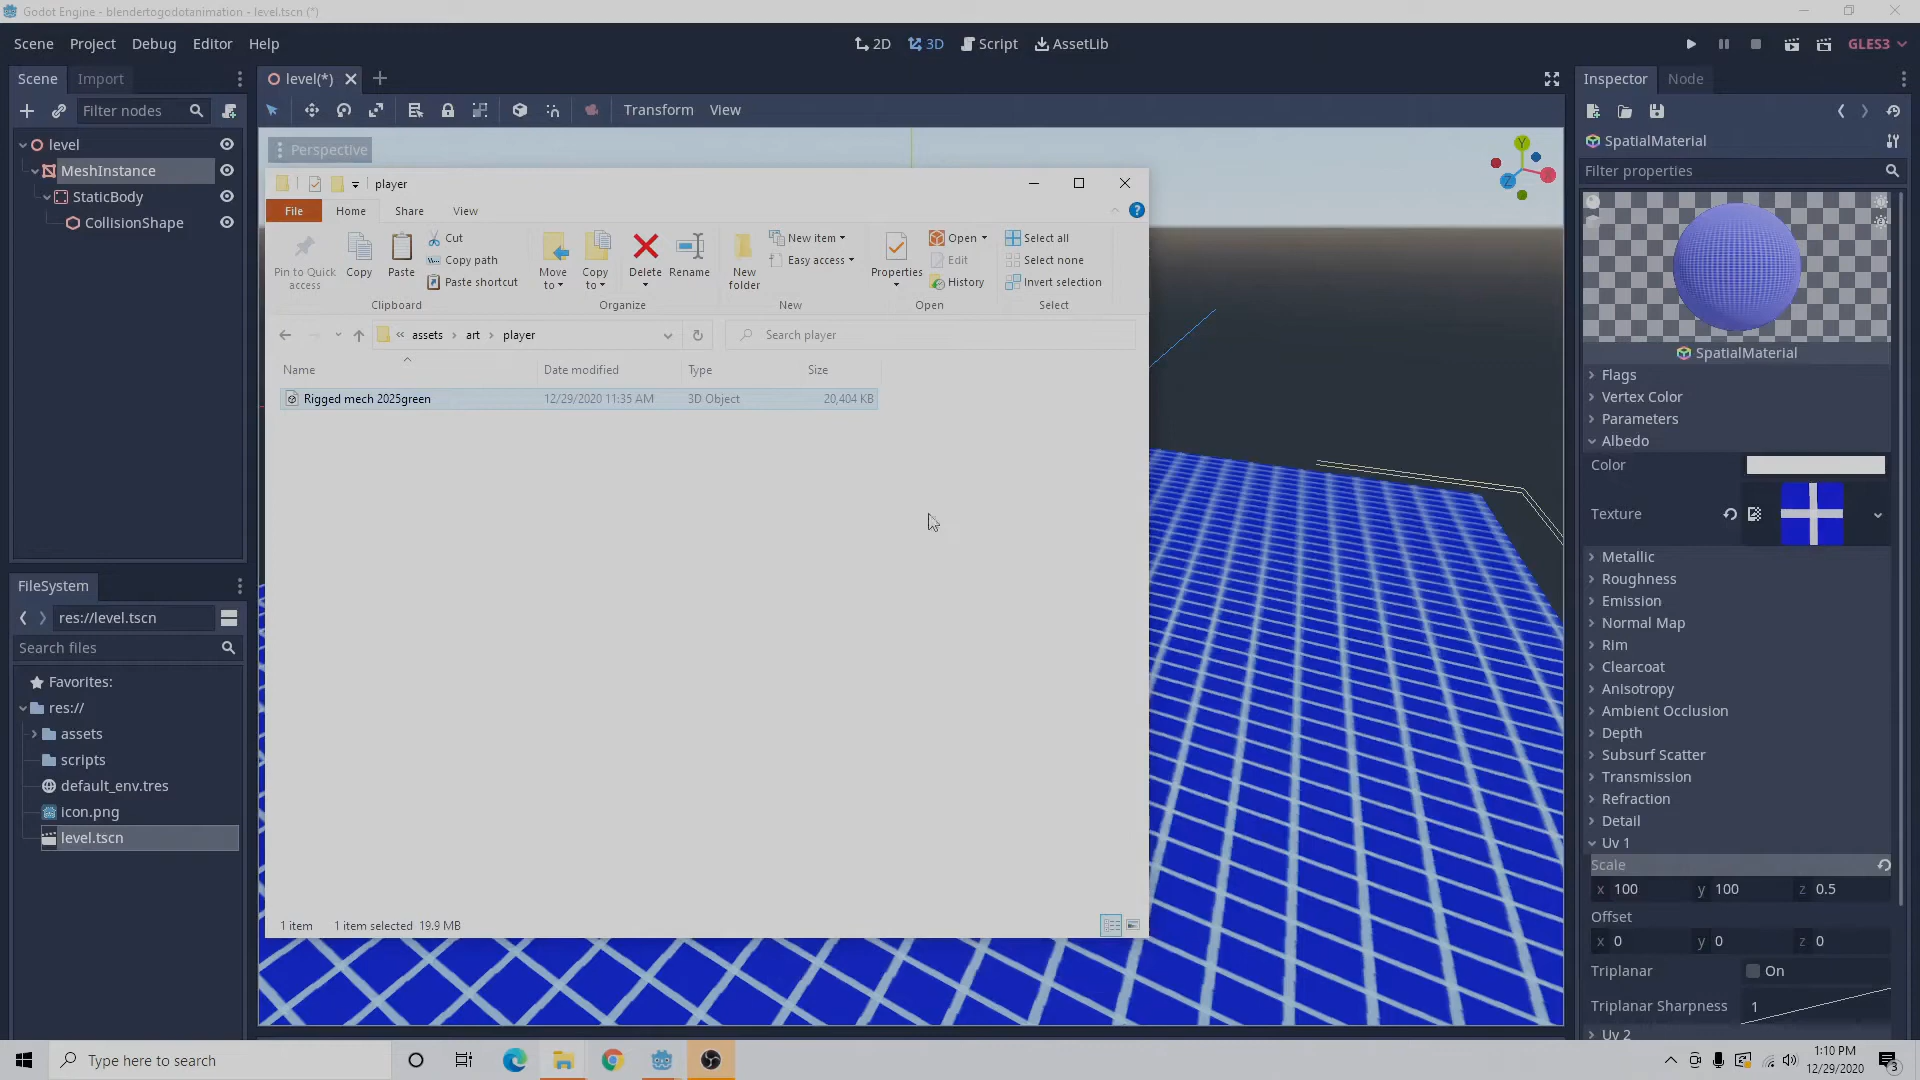 Godot Engine - blendertogodotanimation - level.tscn (*)
Scene Project Debug Editor Help
2D 3D Script AssetLib
GLES3
Scene Import
level(*)
Inspector Node
Filter nodes
Transform View
level
MeshInstance
StaticBody
CollisionShape
Perspective
SpatialMaterial
Filter properties
player
File Home Share View
Pin to Quick access
Copy
Paste
Cut
Copy path
Paste shortcut
Clipboard
Move to
Copy to
Delete
Rename
Organize
New folder
New item
Easy access
New
Properties
Open
Edit
History
Open
Select all
Select none
Invert selection
Select
« assets › art › player
Search player
Name Date modified Type Size
Rigged mech 2025green 12/29/2020 11:35 AM 3D Object 20,404 KB
1 item 1 item selected 19.9 MB
SpatialMaterial
Flags
Vertex Color
Parameters
Albedo
Color
Texture
Metallic
Roughness
Emission
Normal Map
Rim
Clearcoat
Anisotropy
Ambient Occlusion
Depth
Subsurf Scatter
Transmission
Refraction
Detail
Uv 1
Scale
x 100 y 100 z 0.5
Offset
x 0 y 0 z 0
Triplanar On
Triplanar Sharpness 1
Uv 2
FileSystem
res://level.tscn
Search files
Favorites:
res://
assets
scripts
default_env.tres
icon.png
level.tscn
Y
Z
Type here to search
1:10 PM
12/29/2020
3